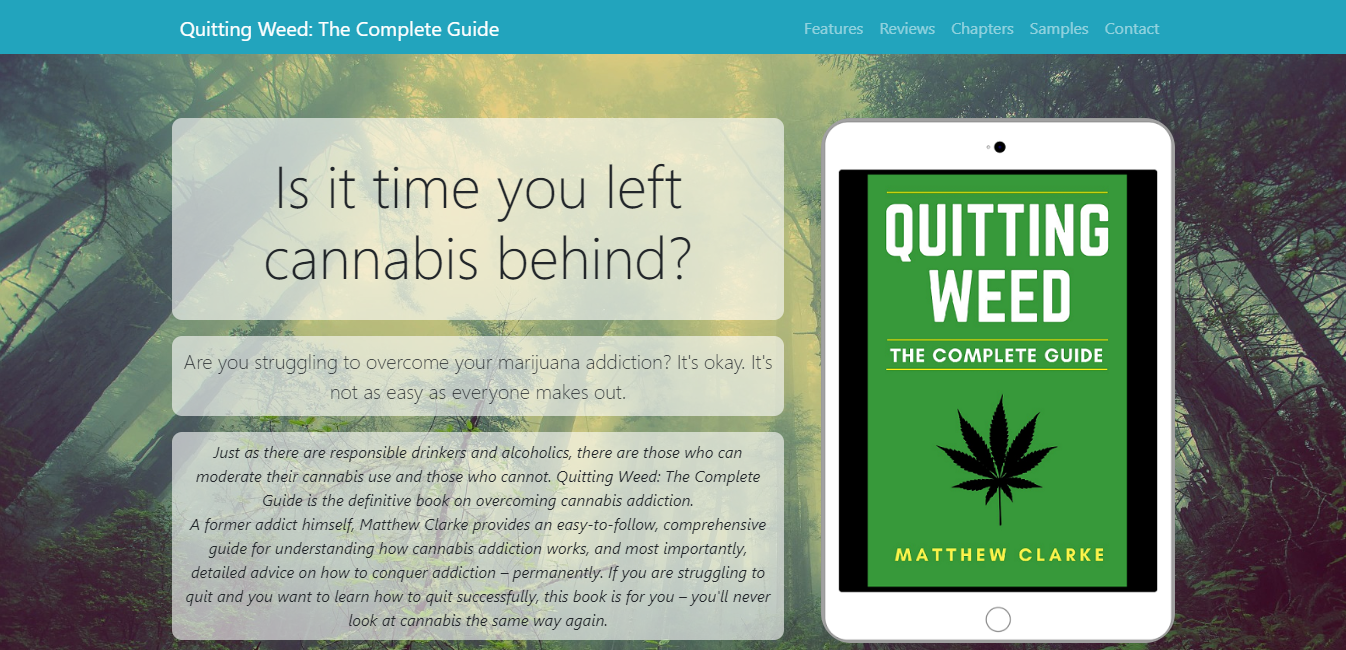 Quitting Weed: The Complete Guide
Features Reviews Chapters Samples Contact
Is it time you left
cannabis behind?
Are you struggling to overcome your marijuana addiction? It's okay. It's
not as easy as everyone makes out.
Just as there are responsible drinkers and alcoholics, there are those who can
moderate their cannabis use and those who cannot. Quitting Weed: The Complete
Guide is the definitive book on overcoming cannabis addiction.
A former addict himself, Matthew Clarke provides an easy-to-follow, comprehensive
guide for understanding how cannabis addiction works, and most importantly,
detailed advice on how to conquer addiction – permanently. If you are struggling to
quit and you want to learn how to quit successfully, this book is for you – you'll never
look at cannabis the same way again.
QUITTING
WEED
THE COMPLETE GUIDE
MATTHEW CLARKE